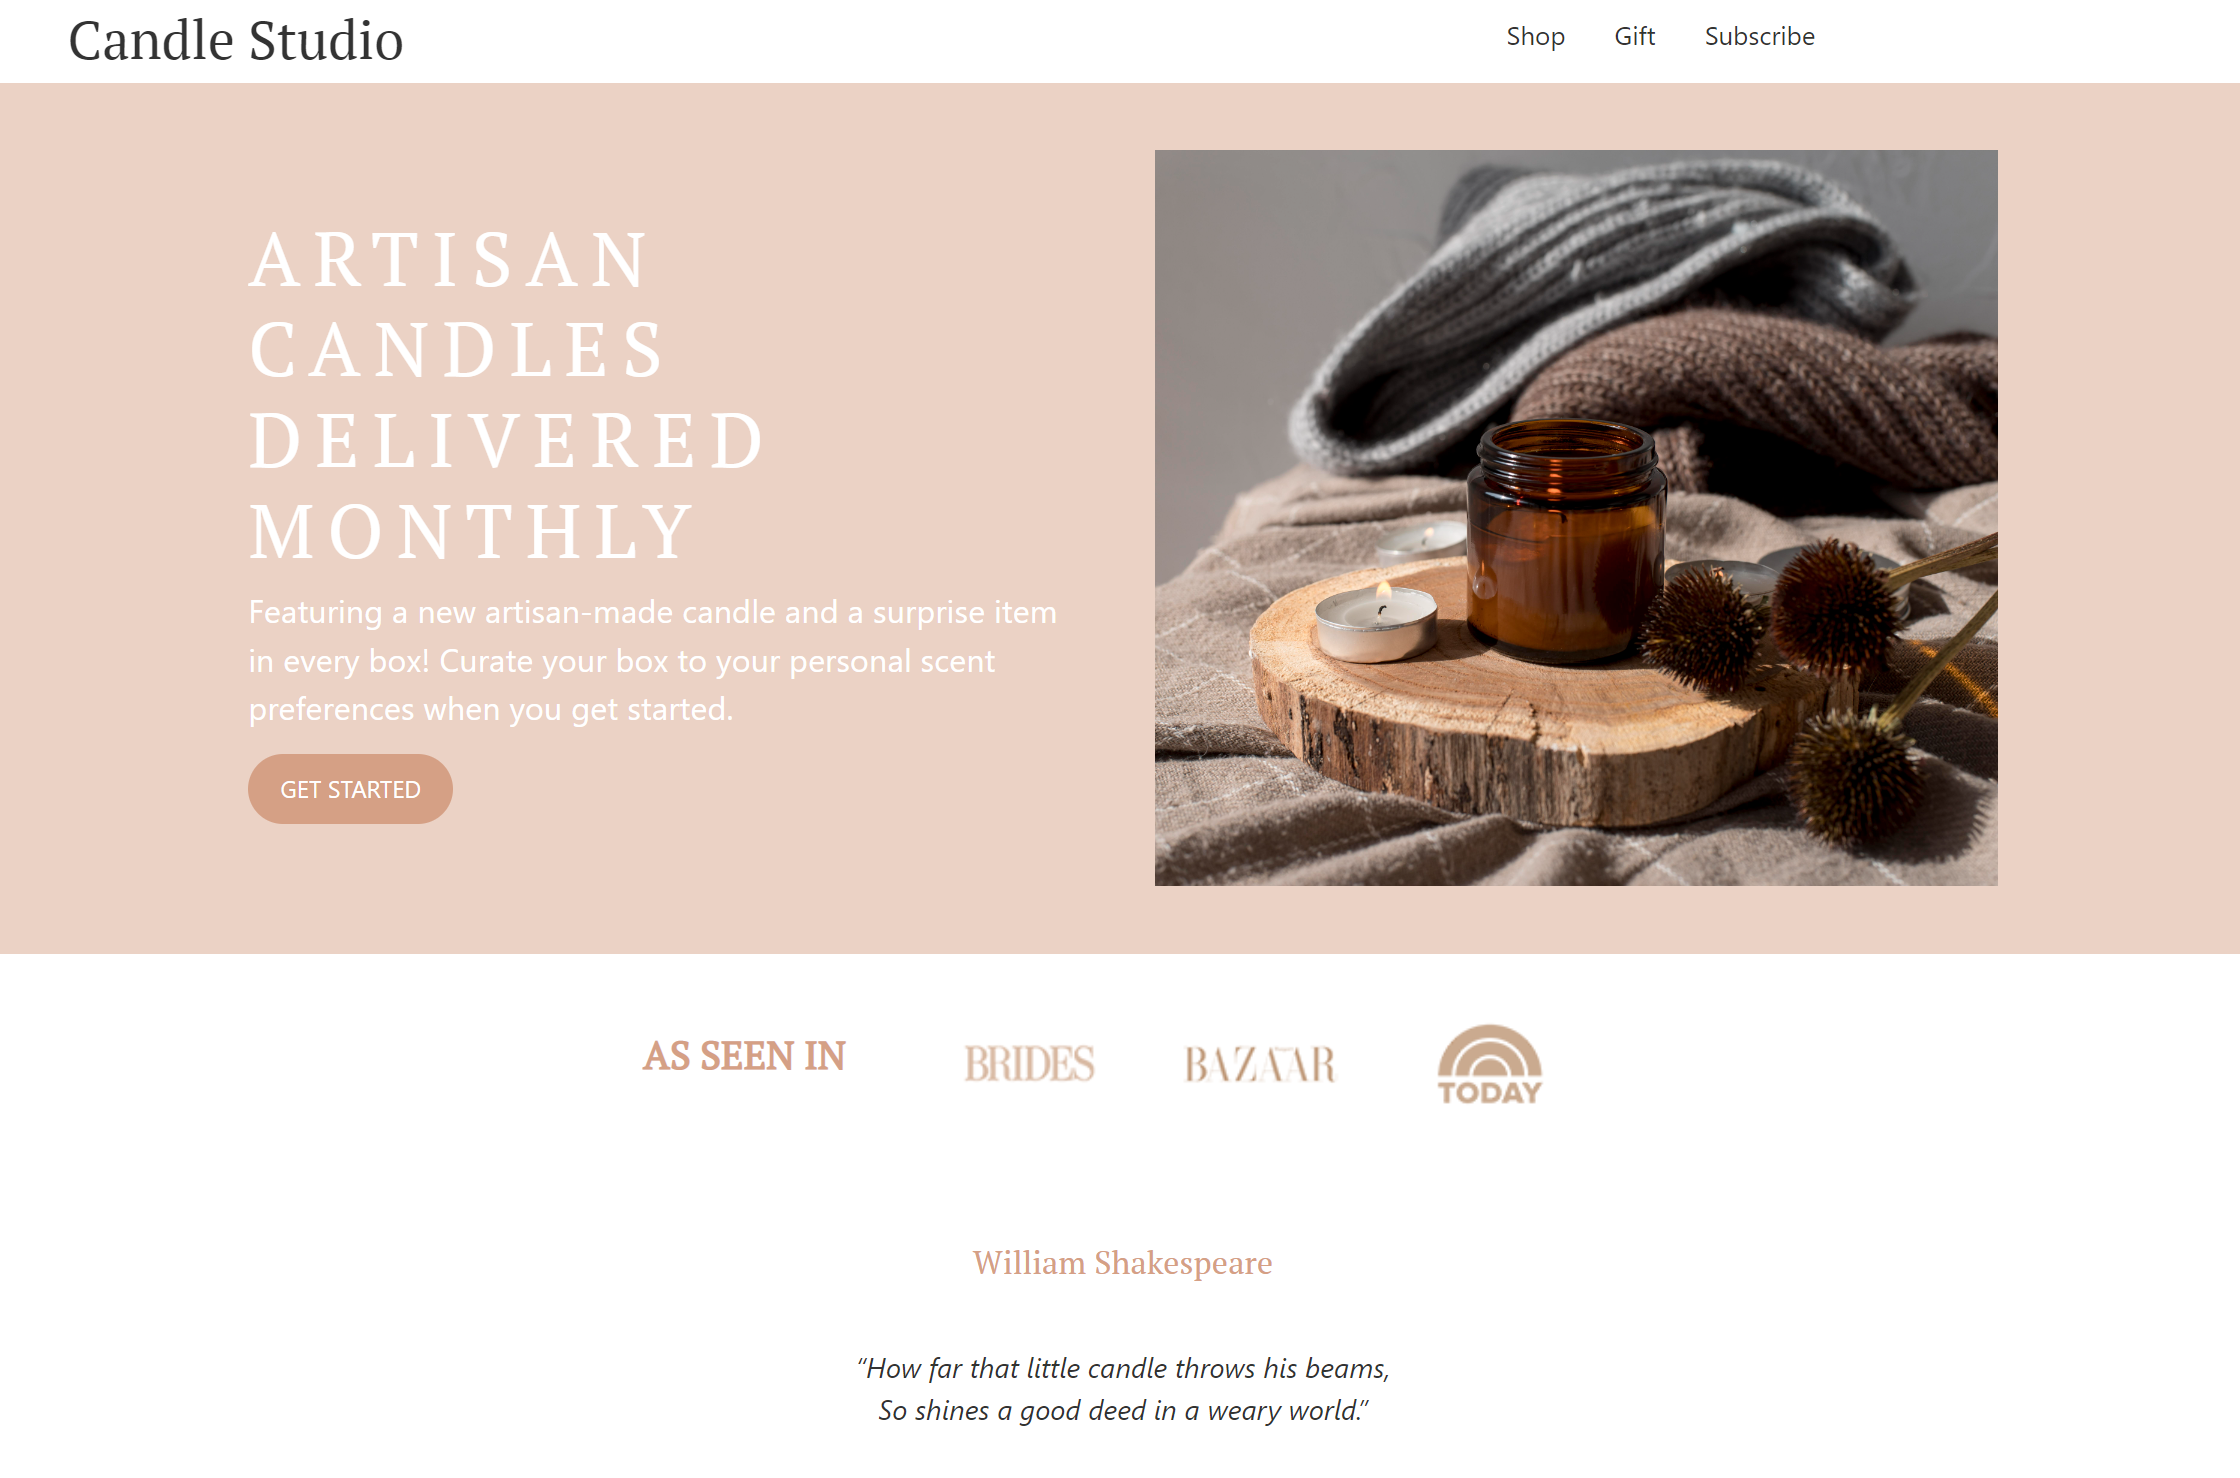 Candle Studio
Shop Gift Subscribe
ARTISAN
CANDLES
DELIVERED
MONTHLY
Featuring a new artisan-made candle and a surprise item
in every box! Curate your box to your personal scent
preferences when you get started.
GET STARTED
AS SEEN IN BRIDES BAZAAR TODAY
William Shakespeare
“How far that little candle throws his beams,
So shines a good deed in a weary world.”